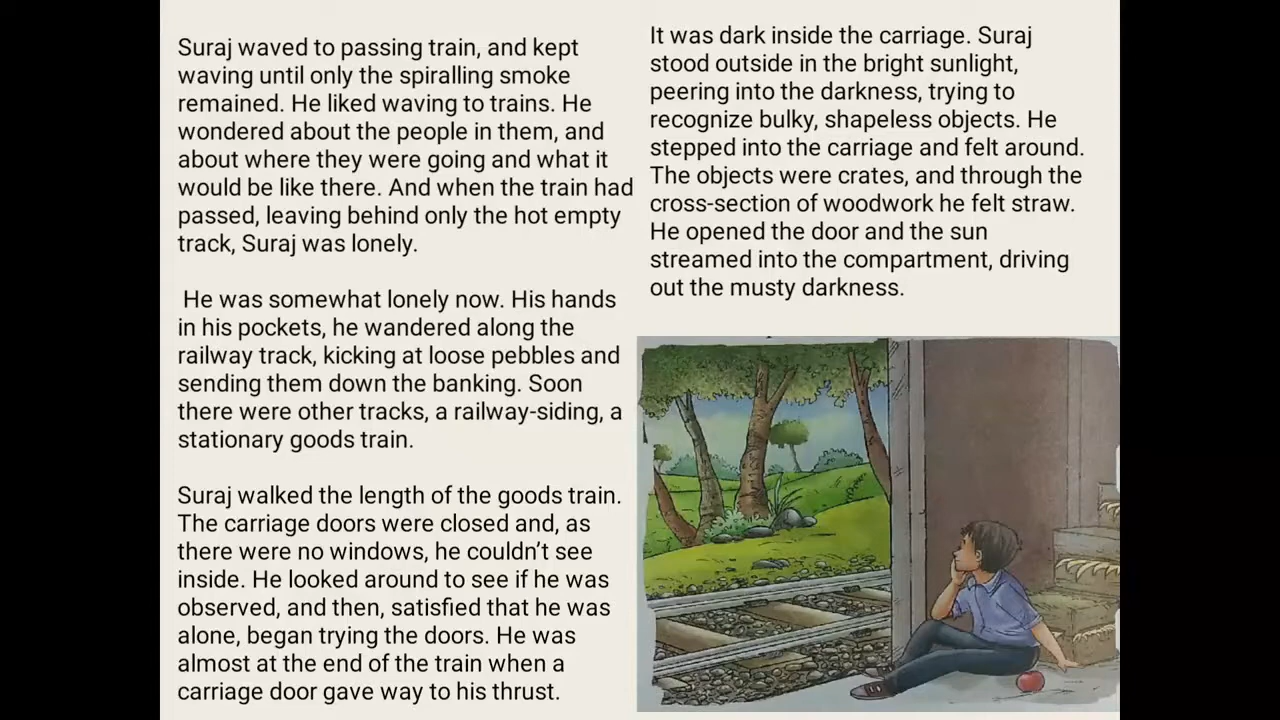 Suraj waved to passing train, and kept
waving until only the spiralling smoke
remained. He liked waving to trains. He
wondered about the people in them, and
about where they were going and what it
would be like there. And when the train had
passed, leaving behind only the hot empty
track, Suraj was lonely.
He was somewhat lonely now. His hands
in his pockets, he wandered along the
railway track, kicking at loose pebbles and
sending them down the banking. Soon
there were other tracks, a railway-siding, a
stationary goods train.
Suraj walked the length of the goods train.
The carriage doors were closed and, as
there were no windows, he couldn’t see
inside. He looked around to see if he was
observed, and then, satisfied that he was
alone, began trying the doors. He was
almost at the end of the train when a
carriage door gave way to his thrust.
It was dark inside the carriage. Suraj
stood outside in the bright sunlight,
peering into the darkness, trying to
recognize bulky, shapeless objects. He
stepped into the carriage and felt around.
The objects were crates, and through the
cross-section of woodwork he felt straw.
He opened the door and the sun
streamed into the compartment, driving
out the musty darkness.